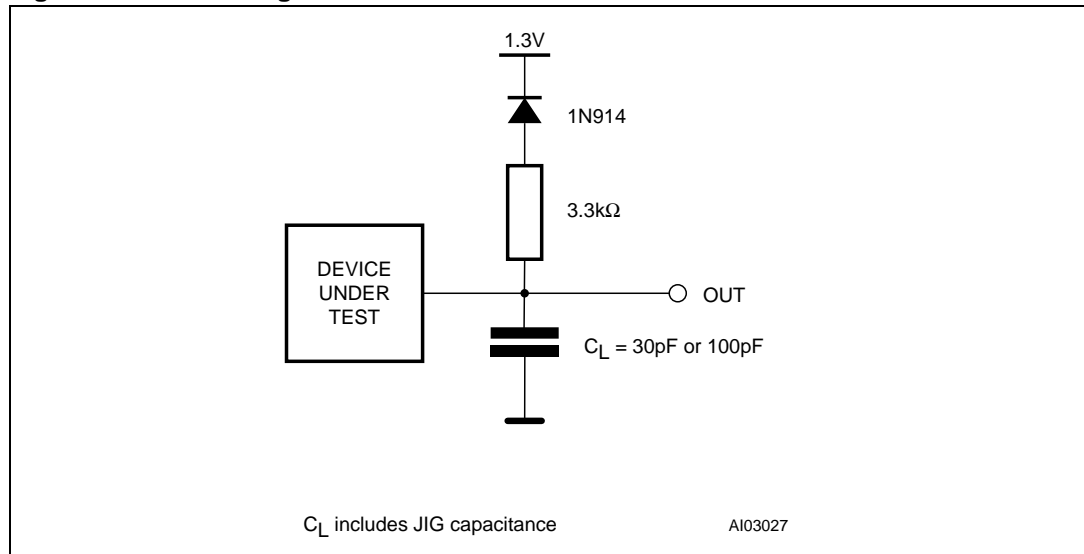 1.3V
1N914
3.3kΩ
DEVICE
UNDER
TEST
OUT
CL = 30pF or 100pF
CL includes JIG capacitance
AI03027